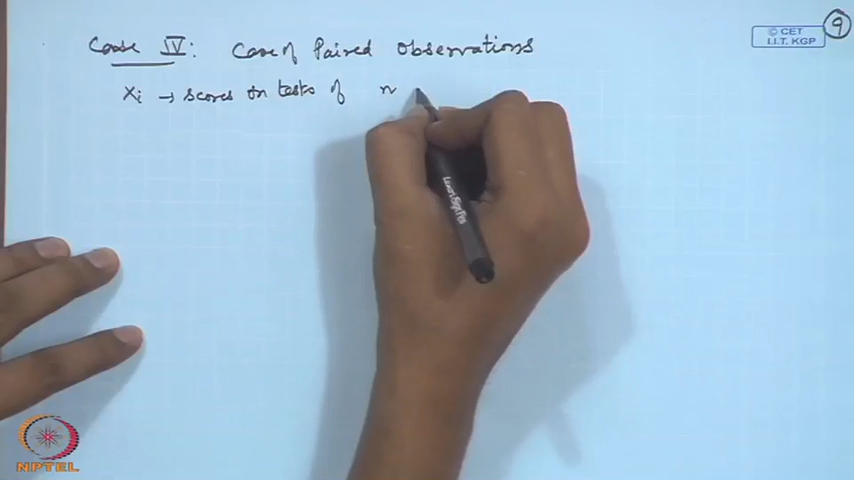 Case IV: Case of Paired Observations
Xi → scores on tests of n
© CET
I.I.T. KGP
9
NPTEL